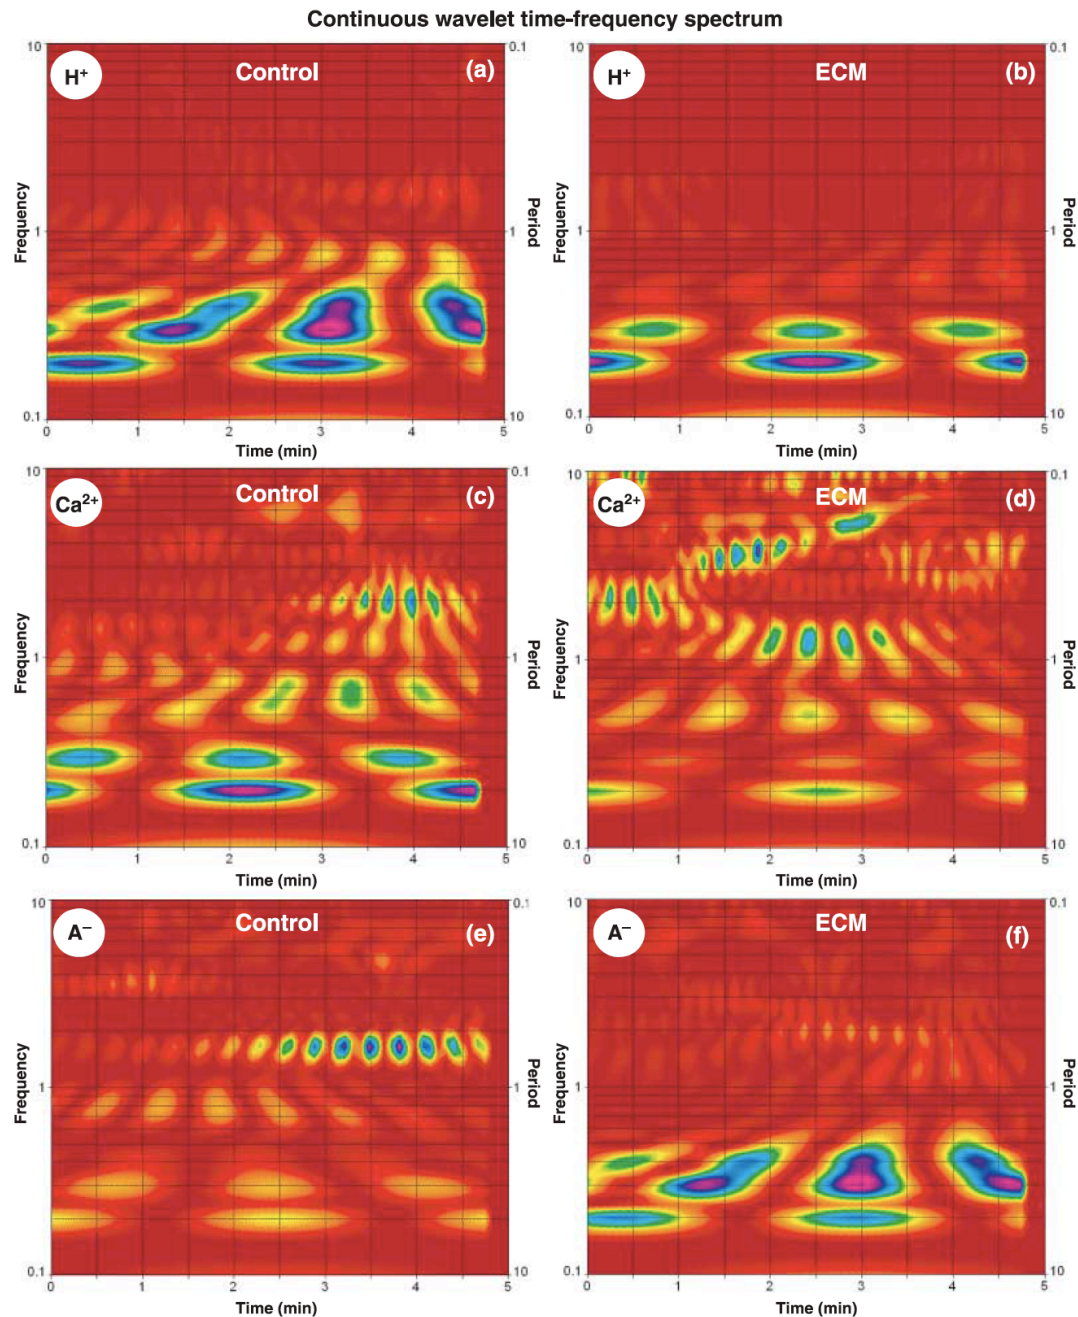 Continuous wavelet time-frequency spectrum
H+ Control (a)
10 0.1
Frequency
1 1
Period
0.1 10
0 1 2 3 4 5
Time (min)
H+ ECM (b)
10 0.1
Frequency
1 1
Period
0.1 10
0 1 2 3 4 5
Time (min)
Ca2+ Control (c)
10 0.1
Frequency
1 1
Period
0.1 10
0 1 2 3 4 5
Time (min)
Ca2+ ECM (d)
10 0.1
Frequency
1 1
Period
0.1 10
0 1 2 3 4 5
Time (min)
A– Control (e)
10 0.1
Frequency
1 1
Period
0.1 10
0 1 2 3 4 5
Time (min)
A– ECM (f)
10 0.1
Frequency
1 1
Period
0.1 10
0 1 2 3 4 5
Time (min)